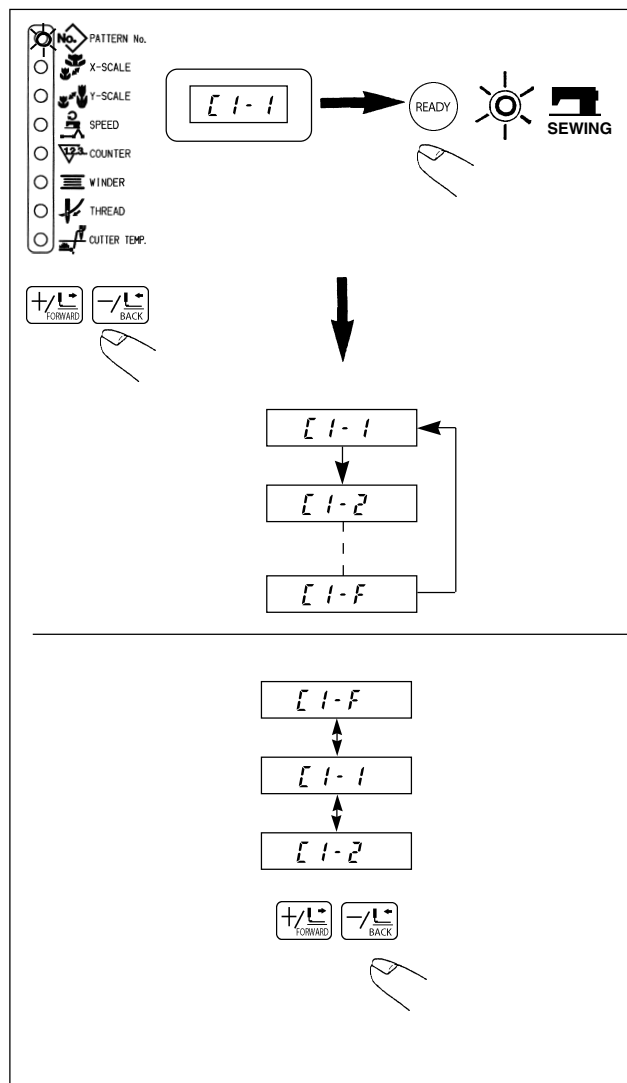 No. PATTERN No.
X-SCALE
Y-SCALE
SPEED
123 COUNTER
WINDER
THREAD
CUTTER TEMP.
C1-1
READY
SEWING
+/ FORWARD
-/ BACK
C1-1
C1-2
C1-F
C1-F
C1-1
C1-2
+/ FORWARD
-/ BACK